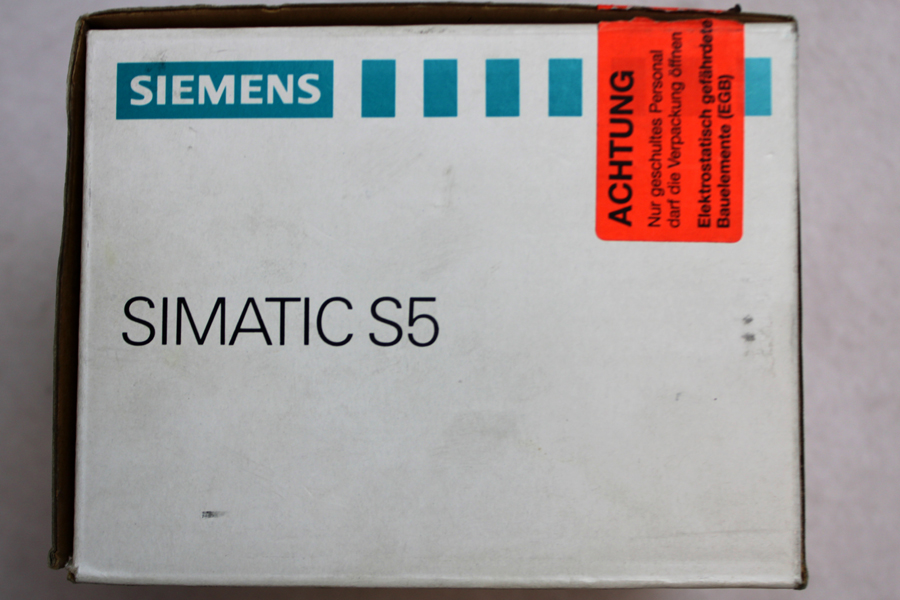 SIEMENS
SIMATIC S5
ACHTUNG
Nur geschultes Personal
darf die Verpackung öffnen
Elektrostatisch gefährdete
Bauelemente (EGB)